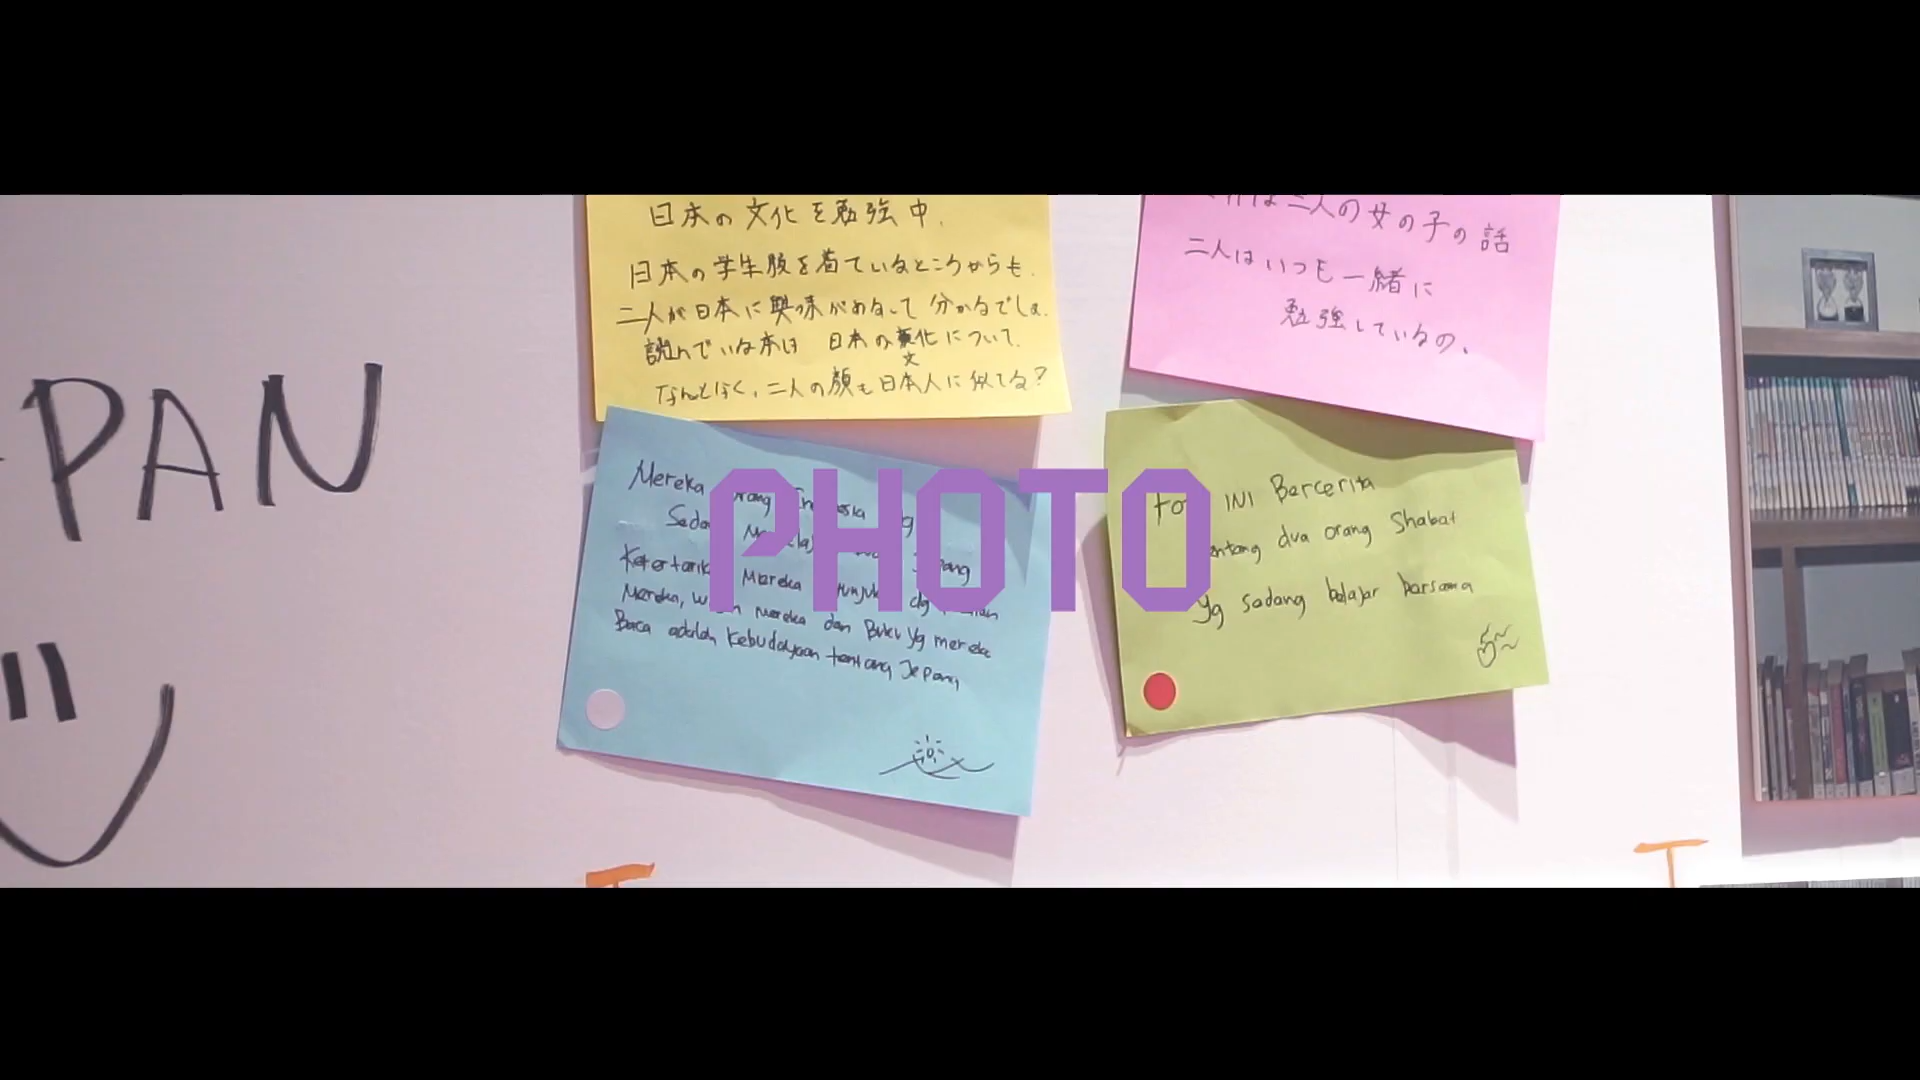 日本の文化を勉強中.
日本の学生服を着ているところからも.
二人が日本に興味があるって分かるでしょ.
読んでいる本は 日本の文化について.
なんとなく、二人の顔も日本人に似てる?
二人の女の子の話
二人はいつも一緒に
勉強しているの.
PAN
Mereka
Sedang
Mereka
Mereka, Mereka dan Buku yg mereka
Baca adalah Kebudayaan tentang Jepang
INI Bercerita
dua orang Shabat
yg sedang belajar bersama
PHOTO